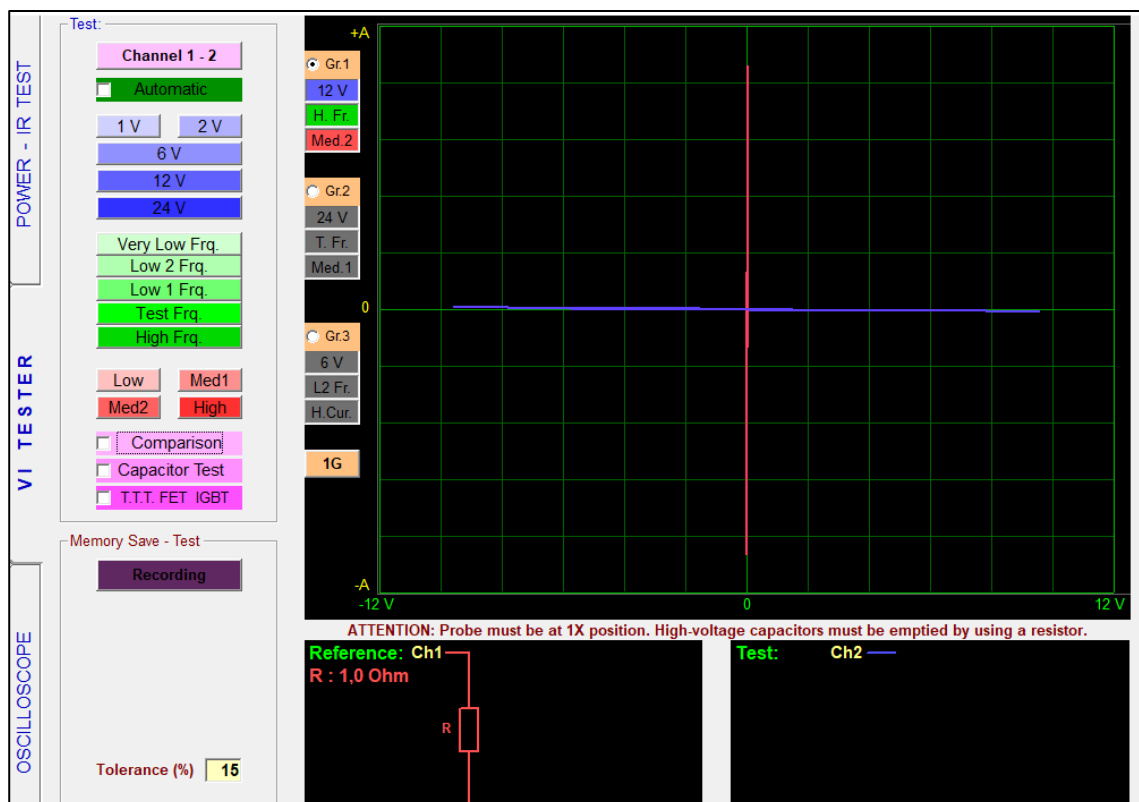 POWER - IR TEST
VI TESTER
OSCILLOSCOPE
Test:
Channel 1 - 2
Automatic
1 V
2 V
6 V
12 V
24 V
Very Low Frq.
Low 2 Frq.
Low 1 Frq.
Test Frq.
High Frq.
Low
Med1
Med2
High
Comparison
Capacitor Test
T.T.T. FET IGBT
Memory Save - Test
Recording
Tolerance (%) 15
Gr.1
12 V
H. Fr.
Med.2
Gr.2
24 V
T. Fr.
Med.1
Gr.3
6 V
L2 Fr.
H.Cur.
1G
+A
0
-A
-12 V
0
12 V
ATTENTION: Probe must be at 1X position. High-voltage capacitors must be emptied by using a resistor.
Reference: Ch1
R : 1,0 Ohm
R
Test: Ch2